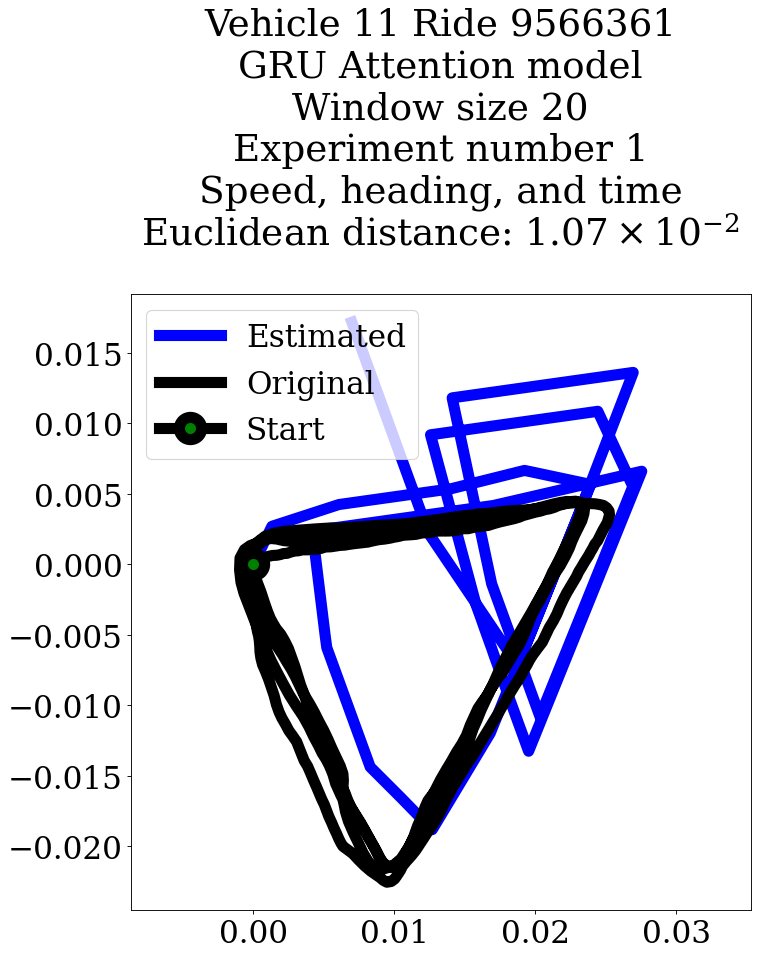 Vehicle 11 Ride 9566361
GRU Attention model
Window size 20
Experiment number 1
Speed, heading, and time
Euclidean distance: 1.07 × 10⁻²
Estimated
Original
Start
0.015
0.010
0.005
0.000
−0.005
−0.010
−0.015
−0.020
0.00 0.01 0.02 0.03